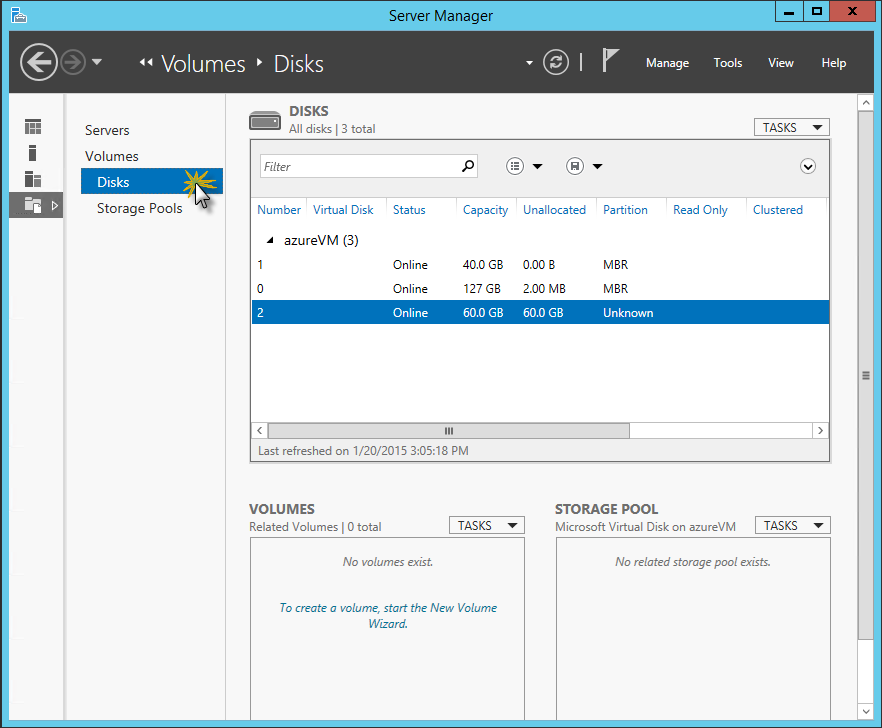 Server Manager
Volumes Disks
Manage Tools View Help
Servers
Volumes
Disks
Storage Pools
DISKS
All disks | 3 total
TASKS
Filter
Number Virtual Disk Status Capacity Unallocated Partition Read Only Clustered
azureVM (3)
1 Online 40.0 GB 0.00 B MBR
0 Online 127 GB 2.00 MB MBR
2 Online 60.0 GB 60.0 GB Unknown
Last refreshed on 1/20/2015 3:05:18 PM
VOLUMES
Related Volumes | 0 total
TASKS
No volumes exist.
To create a volume, start the New Volume
Wizard.
STORAGE POOL
Microsoft Virtual Disk on azureVM
TASKS
No related storage pool exists.